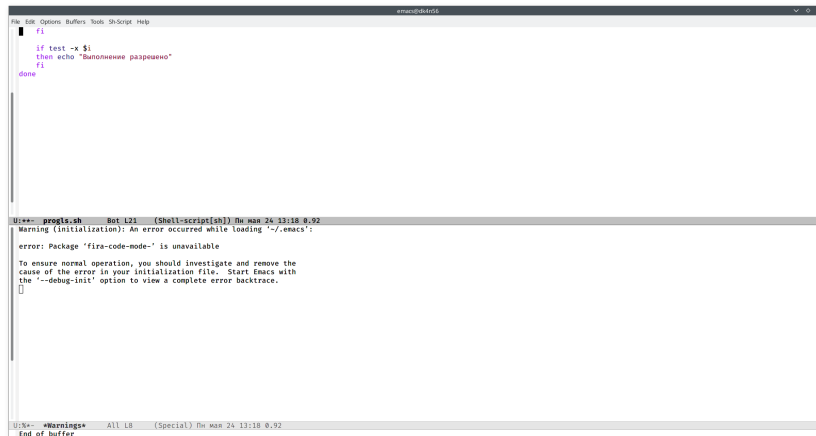 emacs@dk4n56
File Edit Options Buffers Tools Sh-Script Help
fi
if test -x $i
then echo "Выполнение разрешено"
fi
done
U:**- progls.sh Bot L21 (Shell-script[sh]) Пн мая 24 13:18 0.92
Warning (initialization): An error occurred while loading '~/.emacs':
error: Package 'fira-code-mode-' is unavailable
To ensure normal operation, you should investigate and remove the
cause of the error in your initialization file. Start Emacs with
the '--debug-init' option to view a complete error backtrace.
U:%*- *Warnings* All L8 (Special) Пн мая 24 13:18 0.92
End of buffer